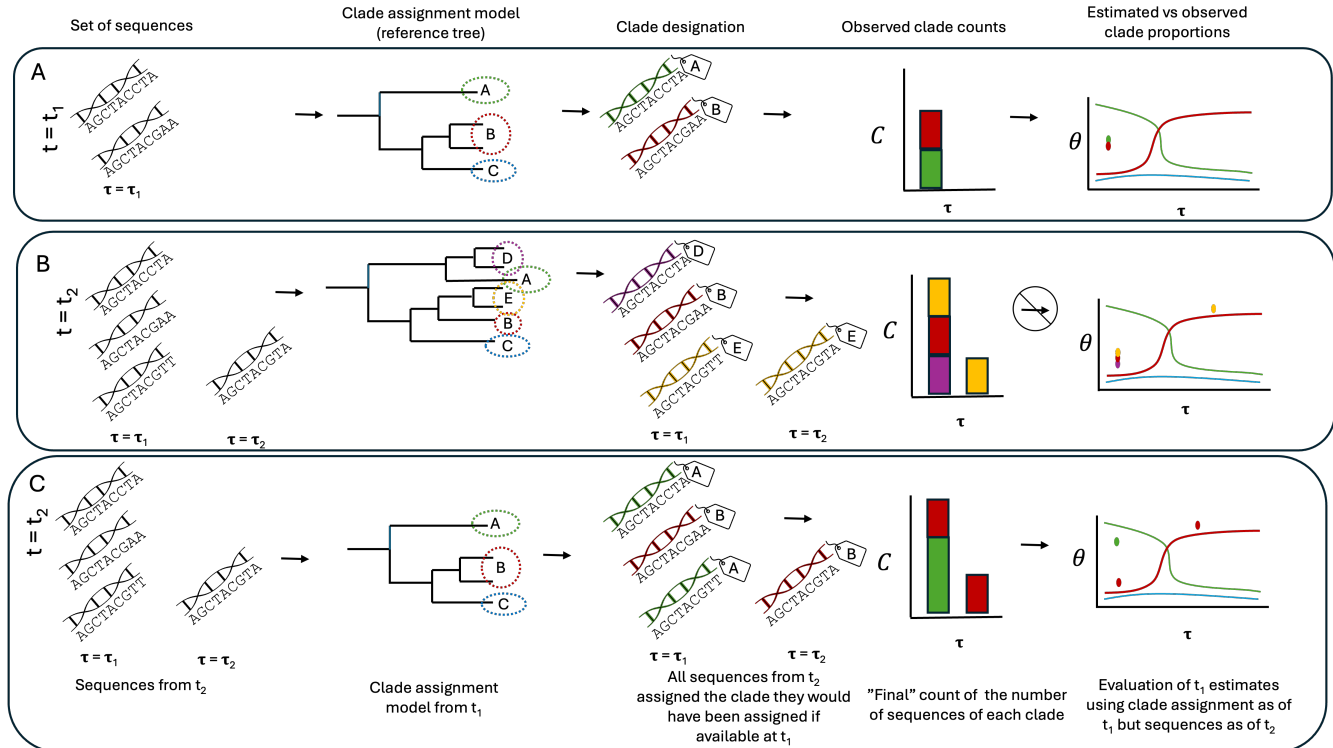 Set of sequences
Clade assignment model
(reference tree)
Clade designation
Observed clade counts
Estimated vs observed
clade proportions
A
t = t1
AGCTACCTA
AGCTACGAA
τ = τ1
A
B
C
A
AGCTACCTA
B
AGCTACGAA
C
τ
θ
τ
B
t = t2
AGCTACCTA
AGCTACGAA
AGCTACGTT
AGCTACGTA
τ = τ1
τ = τ2
D
A
E
B
C
D
AGCTACCTA
B
AGCTACGAA
E
AGCTACGTT
E
AGCTACGTA
τ = τ1
τ = τ2
C
τ
θ
τ
C
t = t2
AGCTACCTA
AGCTACGAA
AGCTACGTT
AGCTACGTA
τ = τ1
τ = τ2
Sequences from t2
A
B
C
Clade assignment
model from t1
A
AGCTACCTA
B
AGCTACGAA
A
AGCTACGTT
B
AGCTACGTA
τ = τ1
τ = τ2
All sequences from t2
assigned the clade they would
have been assigned if
available at t1
C
τ
"Final" count of the number
of sequences of each clade
θ
τ
Evaluation of t1 estimates
using clade assignment as of
t1 but sequences as of t2